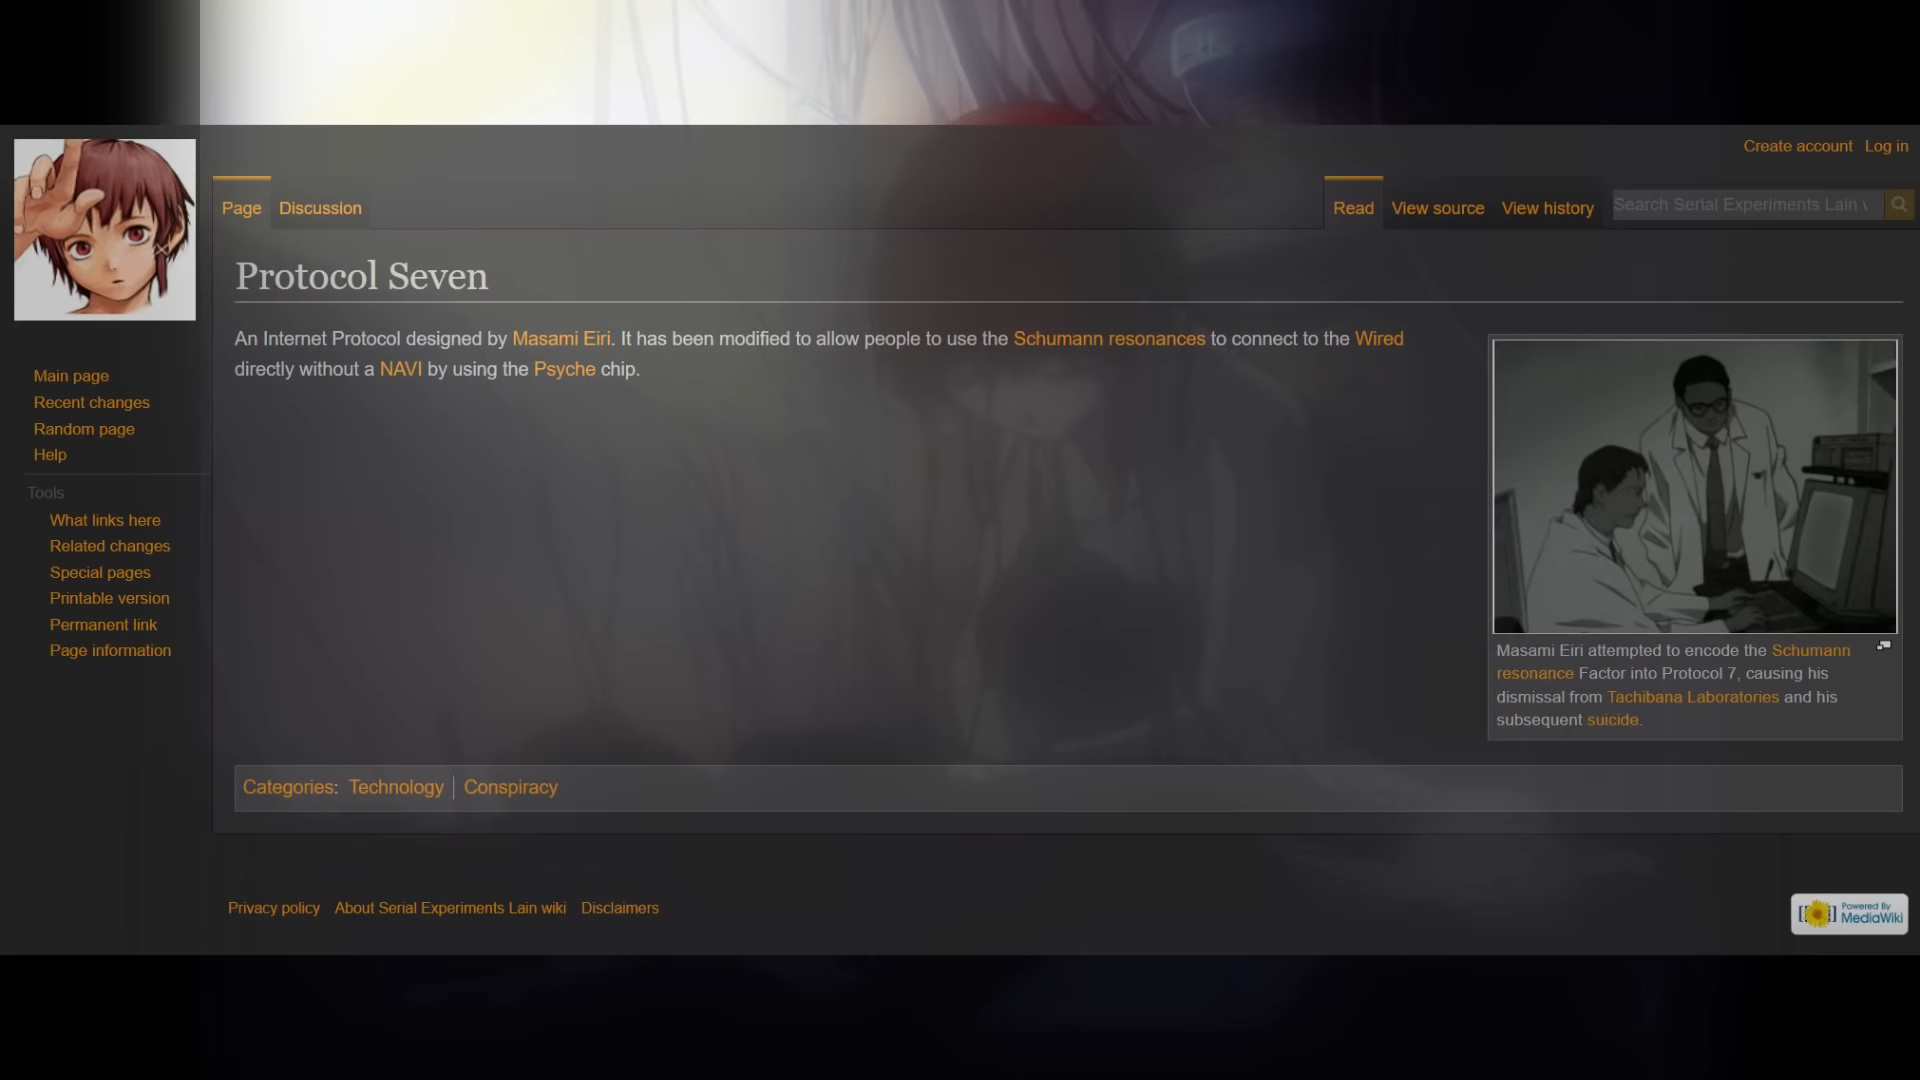 Create account Log in
Page Discussion Read View source View history Search Serial Experiments Lain
Protocol Seven
An Internet Protocol designed by Masami Eiri. It has been modified to allow people to use the Schumann resonances to connect to the Wired
directly without a NAVI by using the Psyche chip.
Main page
Recent changes
Random page
Help
Tools
What links here
Related changes
Special pages
Printable version
Permanent link
Page information
Masami Eiri attempted to encode the Schumann
resonance Factor into Protocol 7, causing his
dismissal from Tachibana Laboratories and his
subsequent suicide.
Categories: Technology Conspiracy
Privacy policy About Serial Experiments Lain wiki Disclaimers
Powered By
MediaWiki